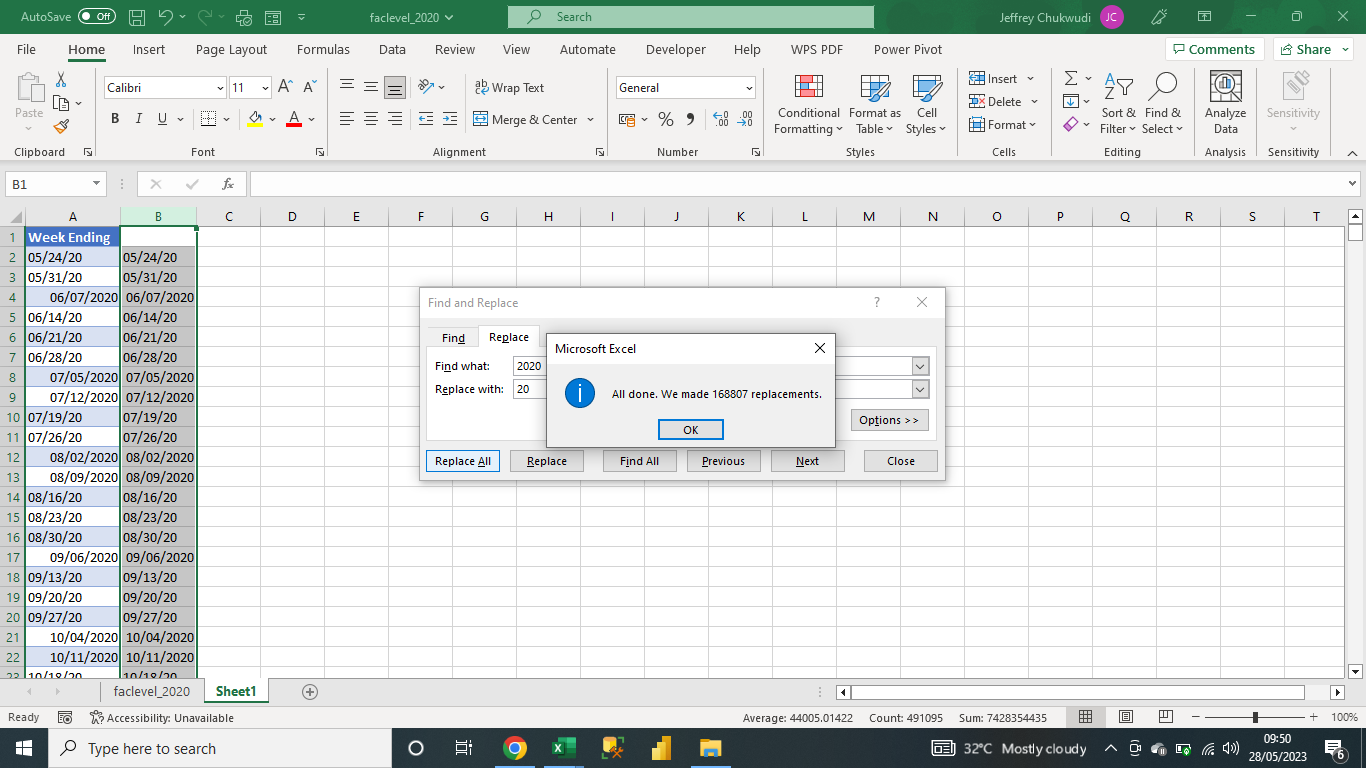 AutoSave Off faclevel_2020 Search Jeffrey Chukwudi JC
File Home Insert Page Layout Formulas Data Review View Automate Developer Help WPS PDF Power Pivot Comments Share
Paste Calibri 11 A^ A˅ ab Wrap Text General Conditional Formatting Format as Table Cell Styles Insert Delete Format Sort & Filter Find & Select Analyze Data Sensitivity
B I U A Merge & Center % 9
Clipboard Font Alignment Number Styles Cells Editing Analysis Sensitivity
B1 fx
A B C D E F G H I J K L M N O P Q R S T
1 Week Ending
2 05/24/20 05/24/20
3 05/31/20 05/31/20
4 06/07/2020 06/07/2020
5 06/14/20 06/14/20
6 06/21/20 06/21/20
7 06/28/20 06/28/20
8 07/05/2020 07/05/2020
9 07/12/2020 07/12/2020
10 07/19/20 07/19/20
11 07/26/20 07/26/20
12 08/02/2020 08/02/2020
13 08/09/2020 08/09/2020
14 08/16/20 08/16/20
15 08/23/20 08/23/20
16 08/30/20 08/30/20
17 09/06/2020 09/06/2020
18 09/13/20 09/13/20
19 09/20/20 09/20/20
20 09/27/20 09/27/20
21 10/04/2020 10/04/2020
22 10/11/2020 10/11/2020
23 10/18/20 10/18/20
Find and Replace ?
Find Replace
Find what: 2020
Replace with: 20
Options >>
Replace All Replace Find All Previous Next Close
Microsoft Excel
All done. We made 168807 replacements.
OK
faclevel_2020 Sheet1
Ready Accessibility: Unavailable Average: 44005.01422 Count: 491095 Sum: 7428354435 100%
Type here to search 32°C Mostly cloudy 09:50
28/05/2023 6